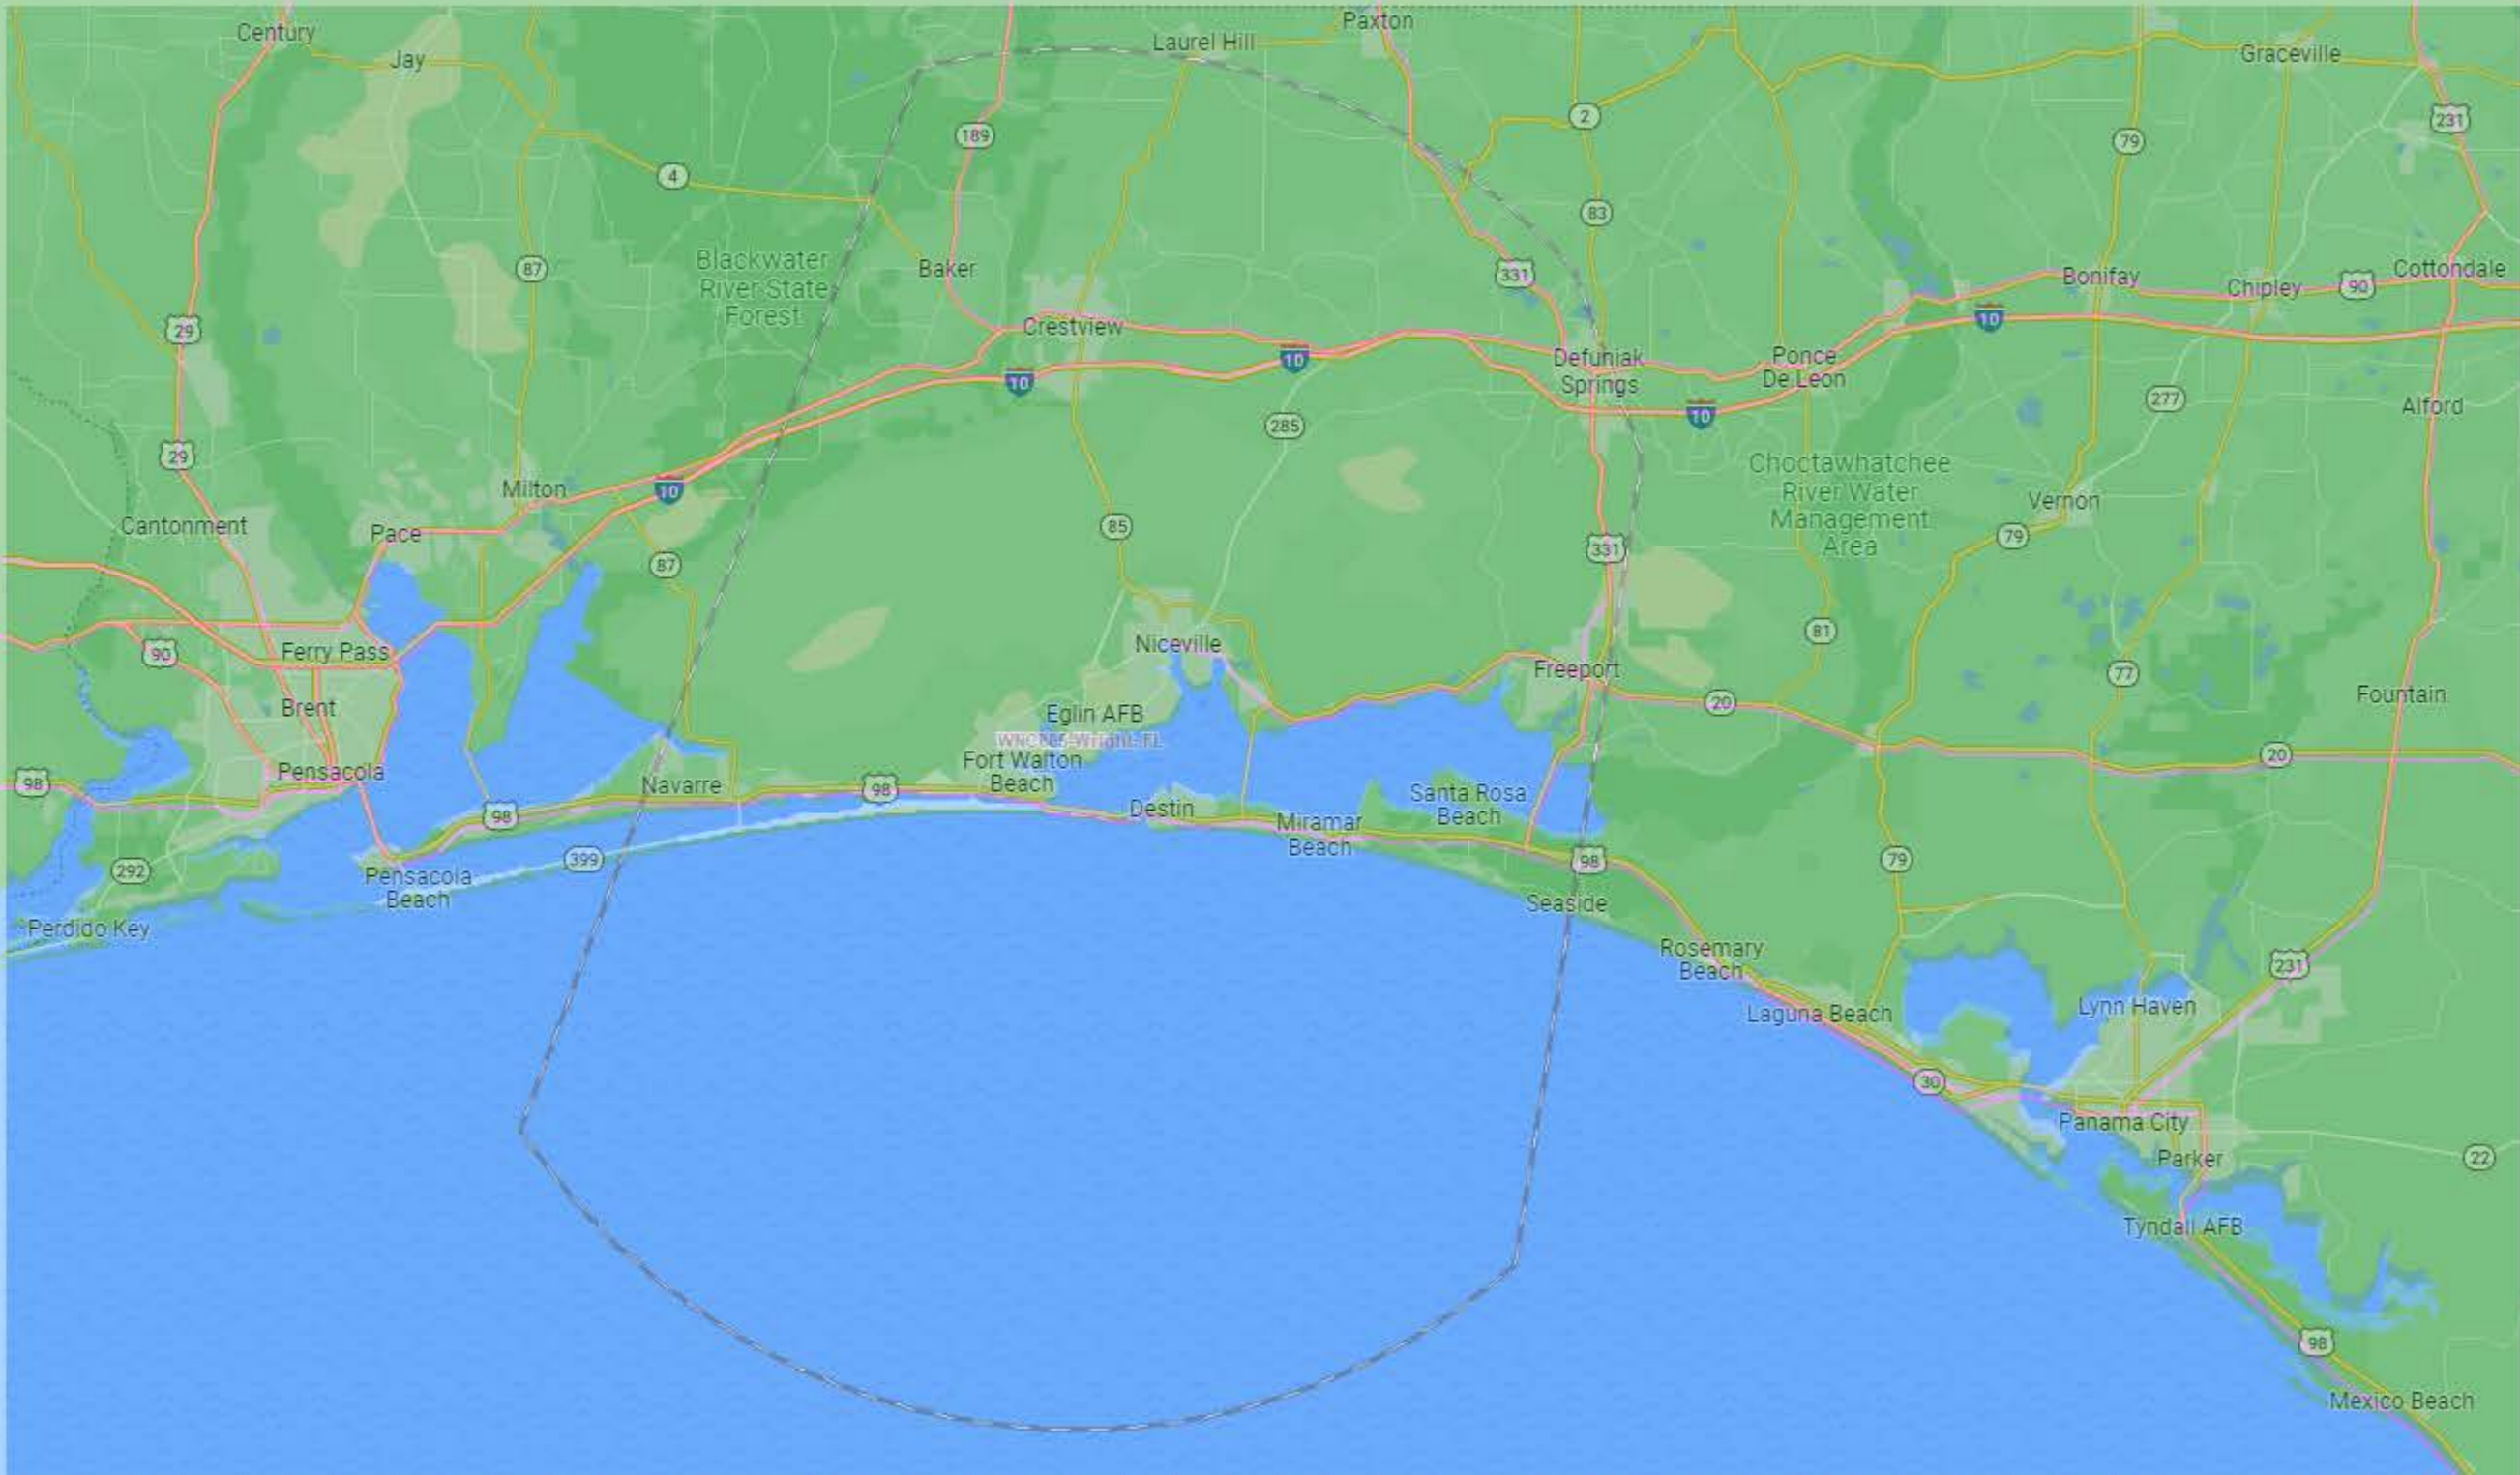 Century
Jay
Laurel Hill
Paxton
Graceville
2
231
189
79
4
83
Blackwater
River State
Forest
87
Baker
331
Bonifay
Chipley
90
Cottondale
29
Crestview
10
10
10
Defuniak
Springs
Ponce
De Leon
277
Alford
285
29
Milton
10
10
Choctawhatchee
River Water
Management
Area
Vernon
Cantonment
Pace
85
331
79
87
81
90
Ferry Pass
Niceville
Freeport
77
20
Fountain
Brent
Eglin AFB
WNC005-Wright, FL
20
98
Pensacola
Navarre
98
Fort Walton
Beach
Destin
Santa Rosa
Beach
98
Miramar
Beach
399
98
79
292
Pensacola
Beach
Seaside
Perdido Key
Rosemary
Beach
231
Laguna Beach
Lynn Haven
30
Panama City
Parker
22
Tyndall AFB
98
Mexico Beach